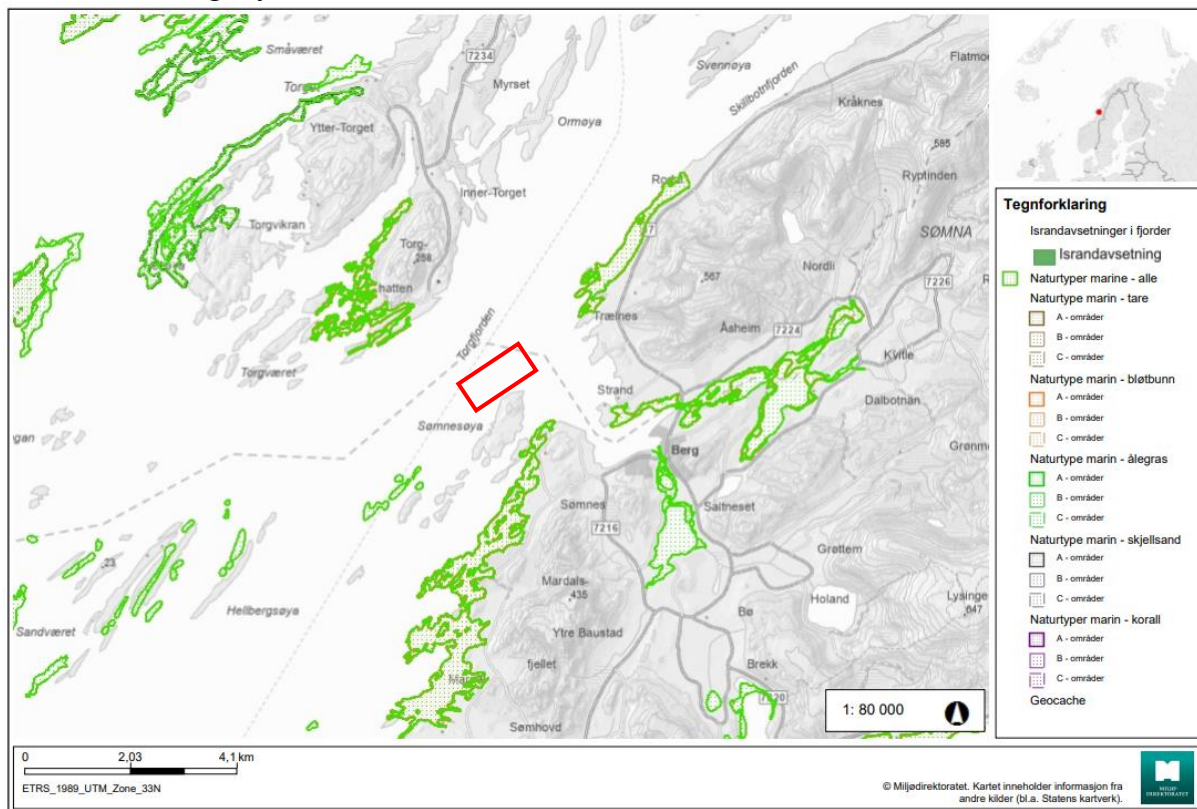 Småværet
Torget
7234
Myrset
Svennøya
Skillbotnfjorden
Flatmo
Kråknes
Ormøya
Ytter-Torget
585
Ryptinden
Inner-Torget
Torgvikran
7
SØMNA
Torg-
258
hatten
567
Nordli
7226
Trælnes
Åsheim
7224
Kvitle
Torgfjorden
Torgværet
Strand
Dalbotnan
Sømnesøya
Berg
Sømnes
Saltneset
7216
Grøttem
23
Mardals-
435
Holand
Lysinge
647
Hellbergsøya
Bø
Sandværet
Ytre Baustad
fjellet
Brekk
Sømhovd
1: 80 000
Tegnforklaring
Israndavsetninger i fjorder
Israndavsetning
Naturtyper marine - alle
Naturtype marin - tare
A - områder
B - områder
C - områder
Naturtype marin - bløtbunn
A - områder
B - områder
C - områder
Naturtype marin - ålegras
A - områder
B - områder
C - områder
Naturtype marin - skjellsand
A - områder
B - områder
C - områder
Naturtyper marin - korall
A - områder
B - områder
C - områder
Geocache
0 2,03 4,1 km
ETRS_1989_UTM_Zone_33N
© Miljødirektoratet. Kartet inneholder informasjon fra
andre kilder (bl.a. Statens kartverk).
MILJØ-
DIREKTORATET